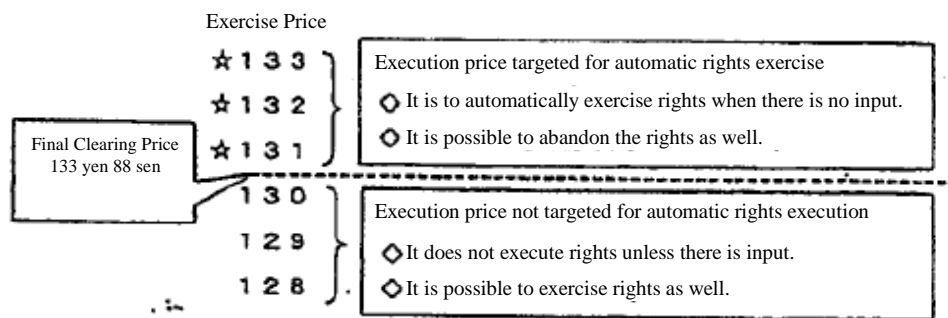 Exercise Price
☆133
☆132
☆131
Execution price targeted for automatic rights exercise
◇ It is to automatically exercise rights when there is no input.
◇ It is possible to abandon the rights as well.
Final Clearing Price
133 yen 88 sen
130
129
128
Execution price not targeted for automatic rights execution
◇ It does not execute rights unless there is input.
◇ It is possible to exercise rights as well.